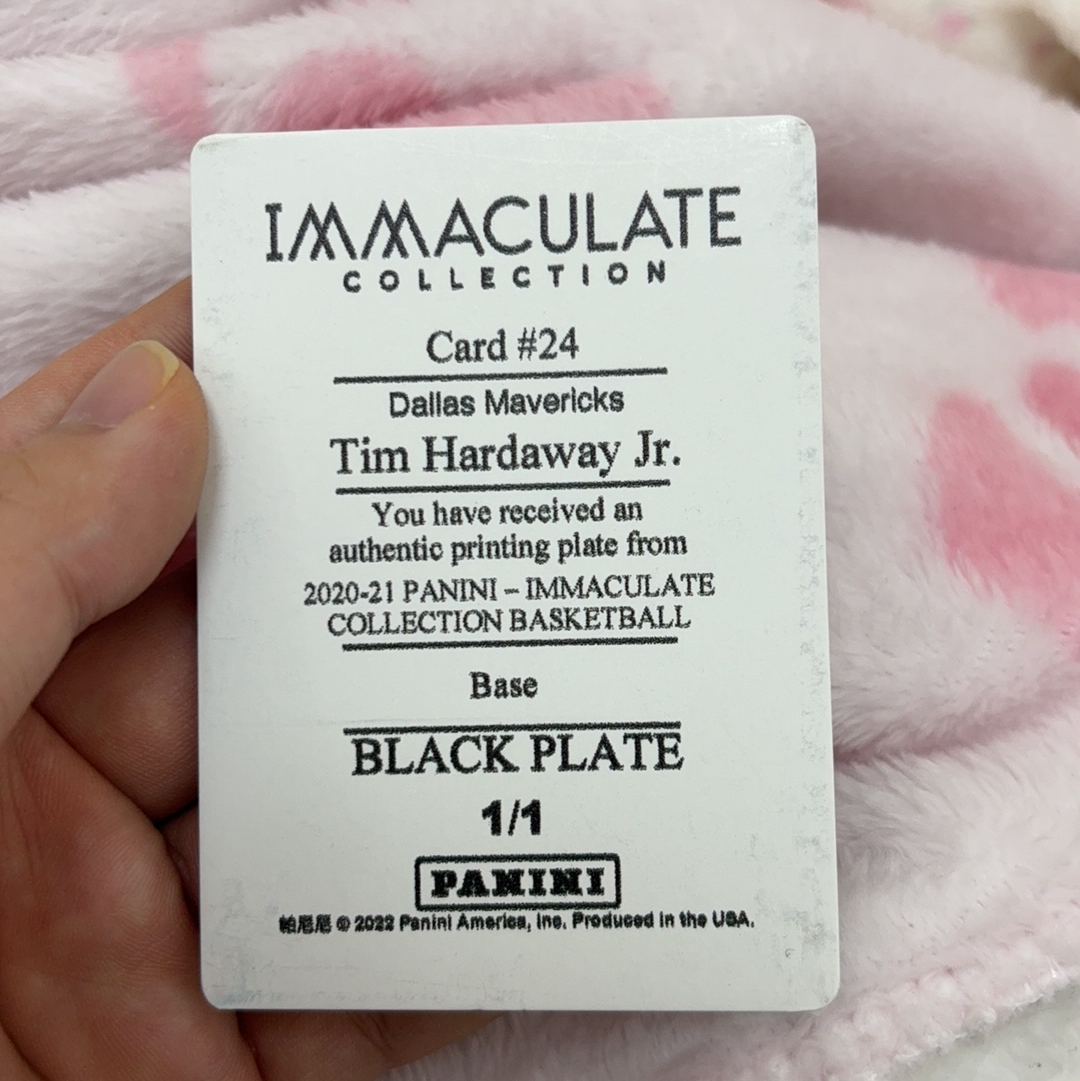 IMMACULATE
COLLECTION
Card #24
Dallas Mavericks
Tim Hardaway Jr.
You have received an
authentic printing plate from
2020-21 PANINI – IMMACULATE
COLLECTION BASKETBALL
Base
BLACK PLATE
1/1
PANINI
帕尼尼 © 2022 Panini America, Inc. Produced in the USA.